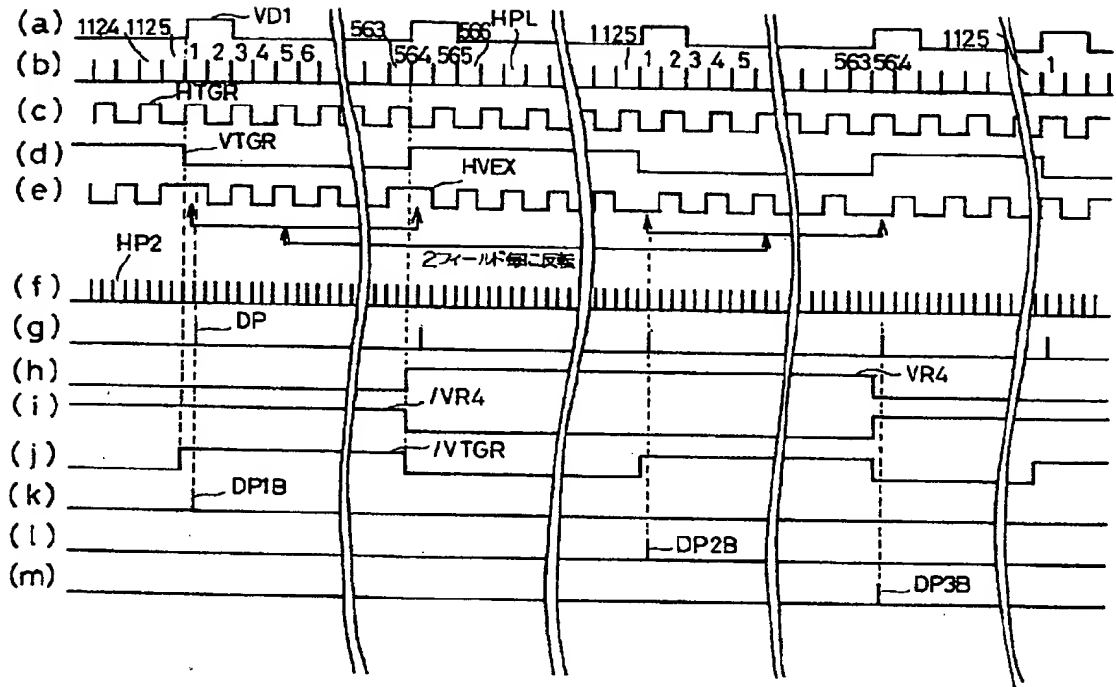 (a) VD1
1124 1125 563 566 HPL 1125 1125
(b) 1 2 3 4 5 6 564 565 1 2 3 4 5 563 564 1
(c) HTGR
(d) VTGR
(e) HVEX
2フィールド毎に反転
HP2
(f)
(g) DP
(h) VR4
(i) /VR4
(j) /VTGR
(k) DP1B
(l) DP2B
(m) DP3B